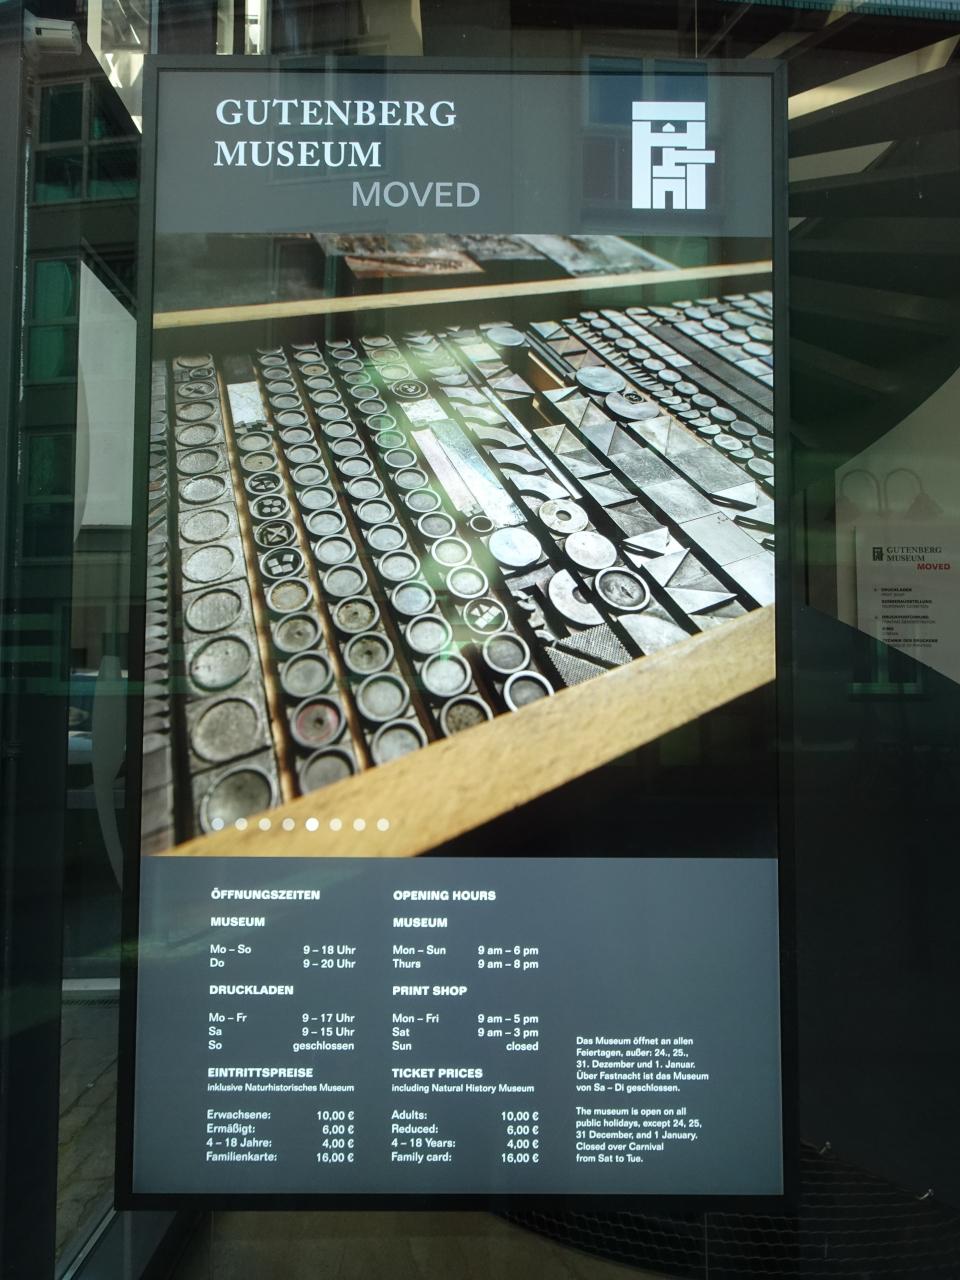 GUTENBERG
MUSEUM
MOVED
ÖFFNUNGSZEITEN
MUSEUM
Mo – So 9 – 18 Uhr
Do 9 – 20 Uhr
DRUCKLADEN
Mo – Fr 9 – 17 Uhr
Sa 9 – 15 Uhr
So geschlossen
EINTRITTSPREISE
inklusive Naturhistorisches Museum
Erwachsene: 10,00 €
Ermäßigt: 6,00 €
4 – 18 Jahre: 4,00 €
Familienkarte: 16,00 €
OPENING HOURS
MUSEUM
Mon – Sun 9 am – 6 pm
Thurs 9 am – 8 pm
PRINT SHOP
Mon – Fri 9 am – 5 pm
Sat 9 am – 3 pm
Sun closed
TICKET PRICES
including Natural History Museum
Adults: 10,00 €
Reduced: 6,00 €
4 – 18 Years: 4,00 €
Family card: 16,00 €
Das Museum öffnet an allen
Feiertagen, außer: 24., 25.,
31. Dezember und 1. Januar.
Über Fastnacht ist das Museum
von Sa – Di geschlossen.
The museum is open on all
public holidays, except 24, 25,
31 December, and 1 January.
Closed over Carnival
from Sat to Tue.
GUTENBERG
MUSEUM
MOVED
DRUCKLADEN
PRINT SHOP
SONDERAUSSTELLUNG
DRUCKVORFÜHRUNG